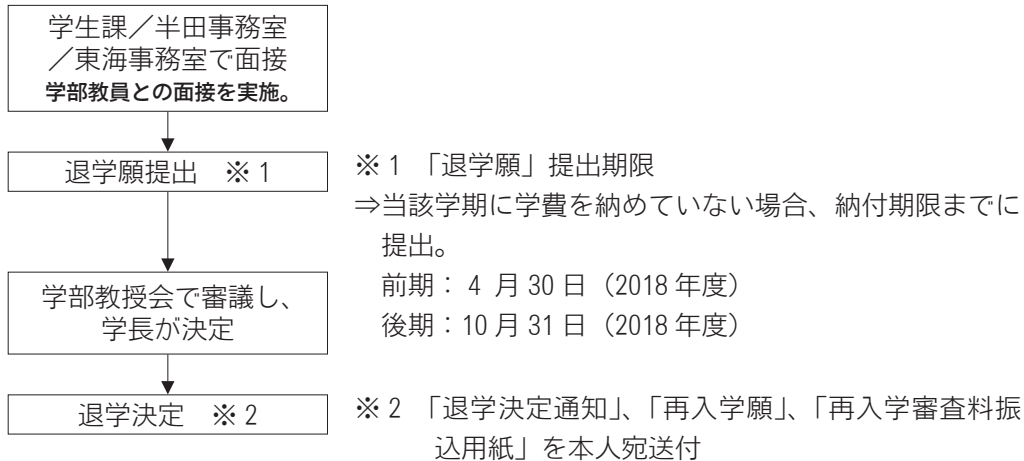 学生課／半田事務室
／東海事務室で面接
学部教員との面接を実施。
退学願提出　※1
※1　「退学願」提出期限
⇒当該学期に学費を納めていない場合、納付期限までに
提出。
前期：4 月 30 日（2018 年度）
後期：10 月 31 日（2018 年度）
学部教授会で審議し、
学長が決定
退学決定　※2
※2　「退学決定通知」、「再入学願」、「再入学審査料振
込用紙」を本人宛送付